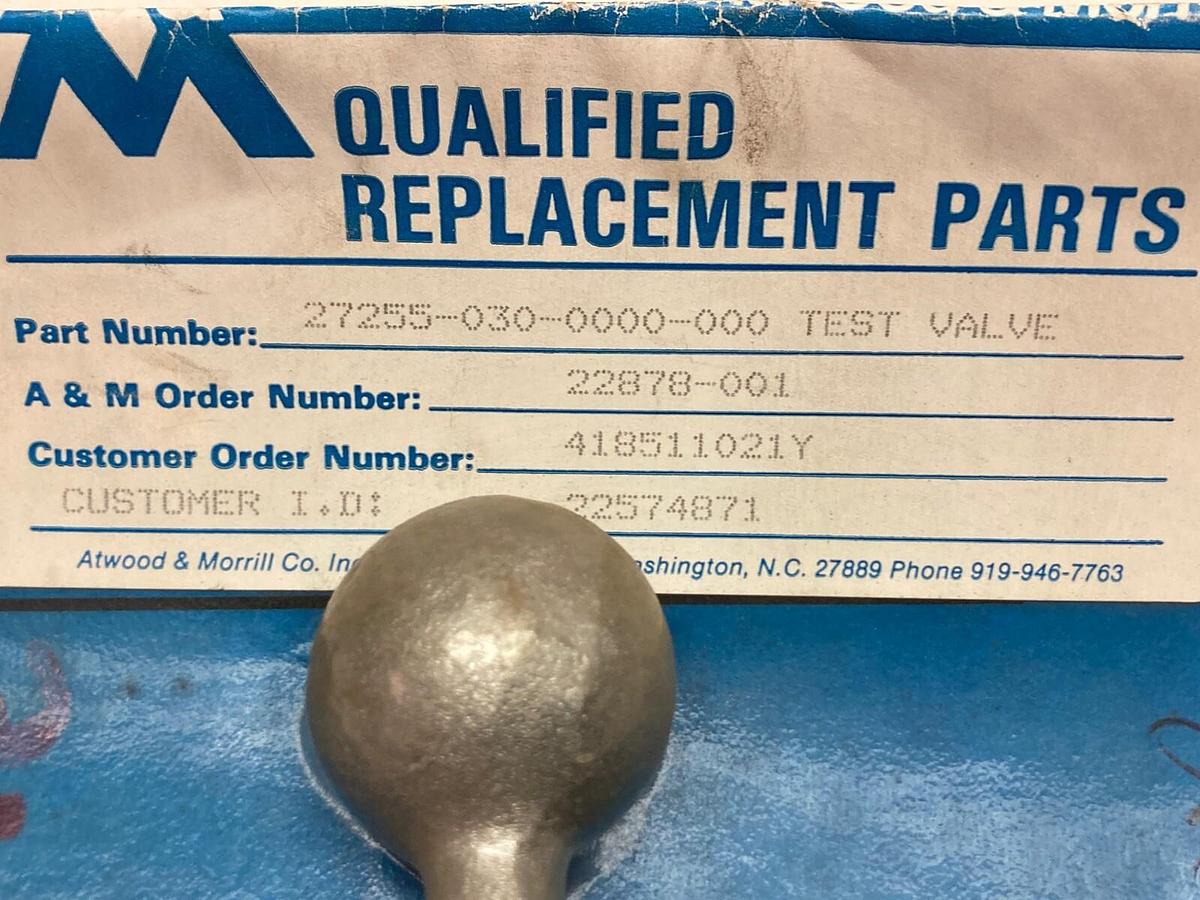 QUALIFIED
REPLACEMENT PARTS
Part Number: 27255-030-0000-000 TEST VALVE
A & M Order Number: 22878-001
Customer Order Number: 418511021Y
CUSTOMER I.D: 22574871
Atwood & Morrill Co. N.C. 27889 Phone 919-946-7763